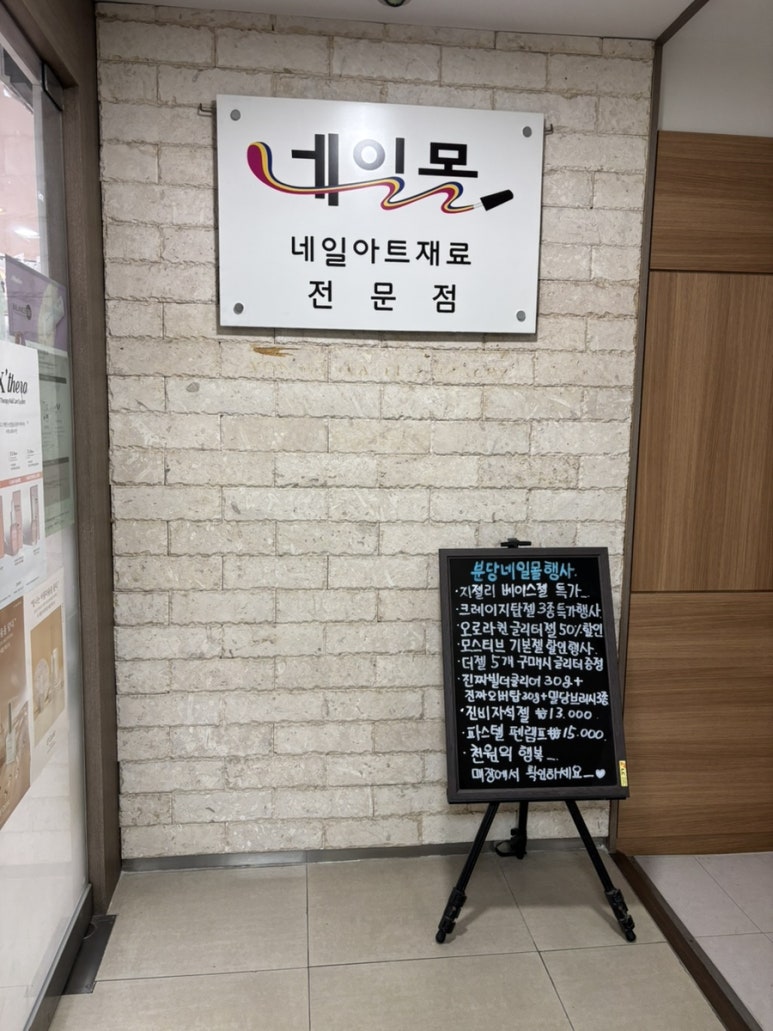 네일몰
네일아트재료
전문점
K'thera
분당네일몰행사
·지젤리 베이스젤 특가
·크레이지탑젤 3종특가행사
·오로라퀸 글리터젤 50%할인
모스티브 기본젤 할인행사
·더젤 5개 구매시글리터증정
·진짜빌더클리어 30g+
진짜오버탑30g+밀당브러시3종
·진비자석젤 ₩13.000
·파스텔 펜램프₩15.000
·천원의 행복
매장에서 확인하세요 ♥